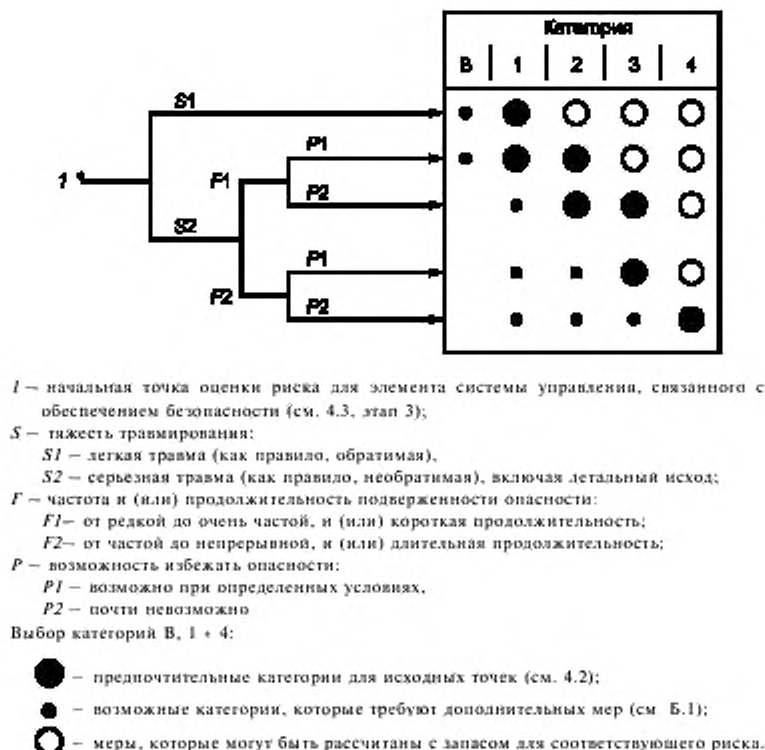 Категория
В 1 2 3 4
S1
P1
1 F1
P2
S2
P1
F2
P2
1 — начальная точка оценки риска для элемента системы управления, связанного с
обеспечением безопасности (см. 4.3, этап 3);
S — тяжесть травмирования:
S1 — легкая травма (как правило, обратимая),
S2 — серьезная травма (как правило, необратимая), включая летальный исход;
F — частота и (или) продолжительность подверженности опасности:
F1— от редкой до очень частой, и (или) короткая продолжительность;
F2— от частой до непрерывной, и (или) длительная продолжительность;
P — возможность избежать опасности:
P1 — возможно при определенных условиях,
P2 — почти невозможно
Выбор категорий В, 1 ÷ 4:
— предпочтительные категории для исходных точек (см. 4.2);
— возможные категории, которые требуют дополнительных мер (см Б.1);
— меры, которые могут быть рассчитаны с запасом для соответствующего риска.